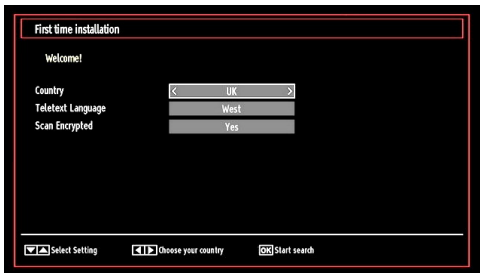 First time installation
Welcome!
Country < UK >
Teletext Language West
Scan Encrypted Yes
Select Setting Choose your country OK Start search